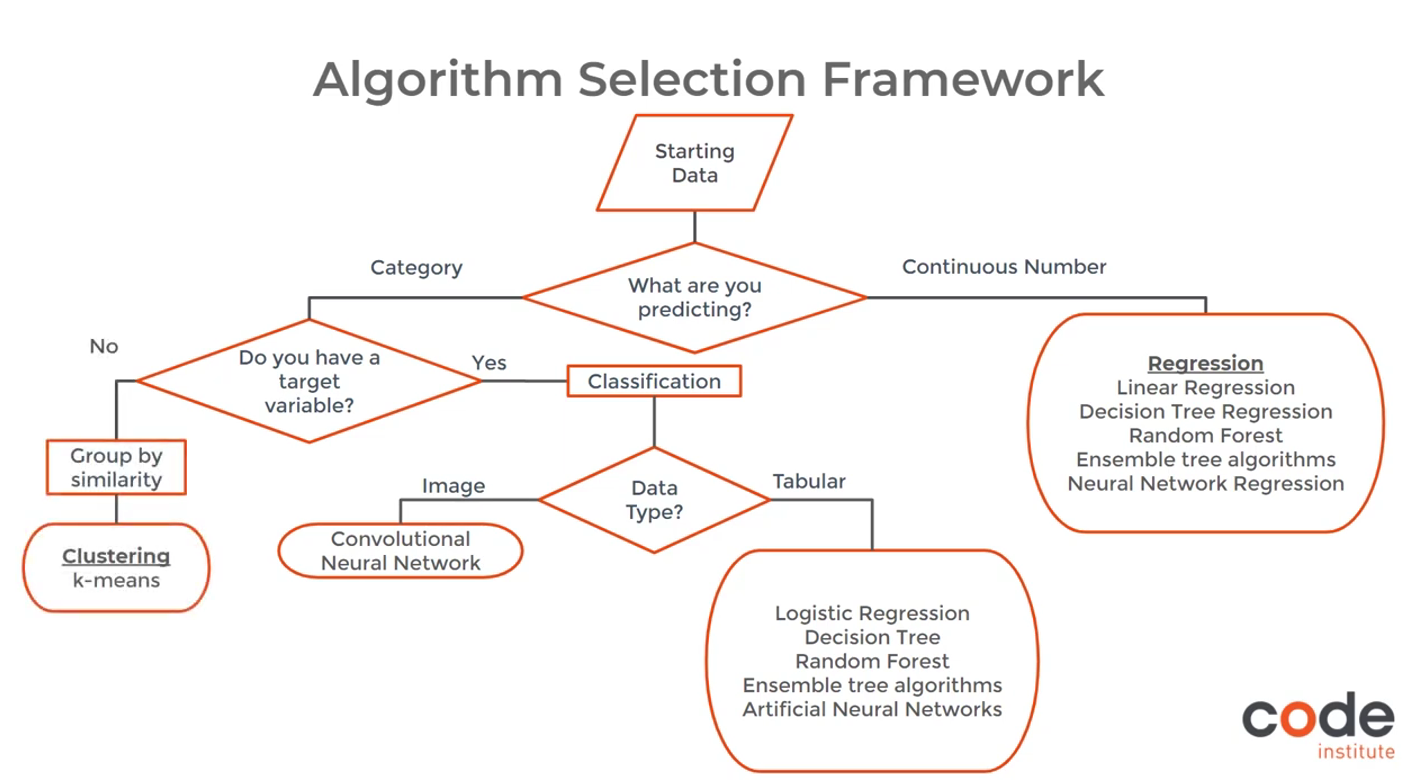 Algorithm Selection Framework
Starting
Data
What are you
predicting?
Category
Continuous Number
Do you have a
target
variable?
No
Yes
Group by
similarity
Clustering
k-means
Classification
Data
Type?
Image
Tabular
Convolutional
Neural Network
Logistic Regression
Decision Tree
Random Forest
Ensemble tree algorithms
Artificial Neural Networks
Regression
Linear Regression
Decision Tree Regression
Random Forest
Ensemble tree algorithms
Neural Network Regression
code
institute